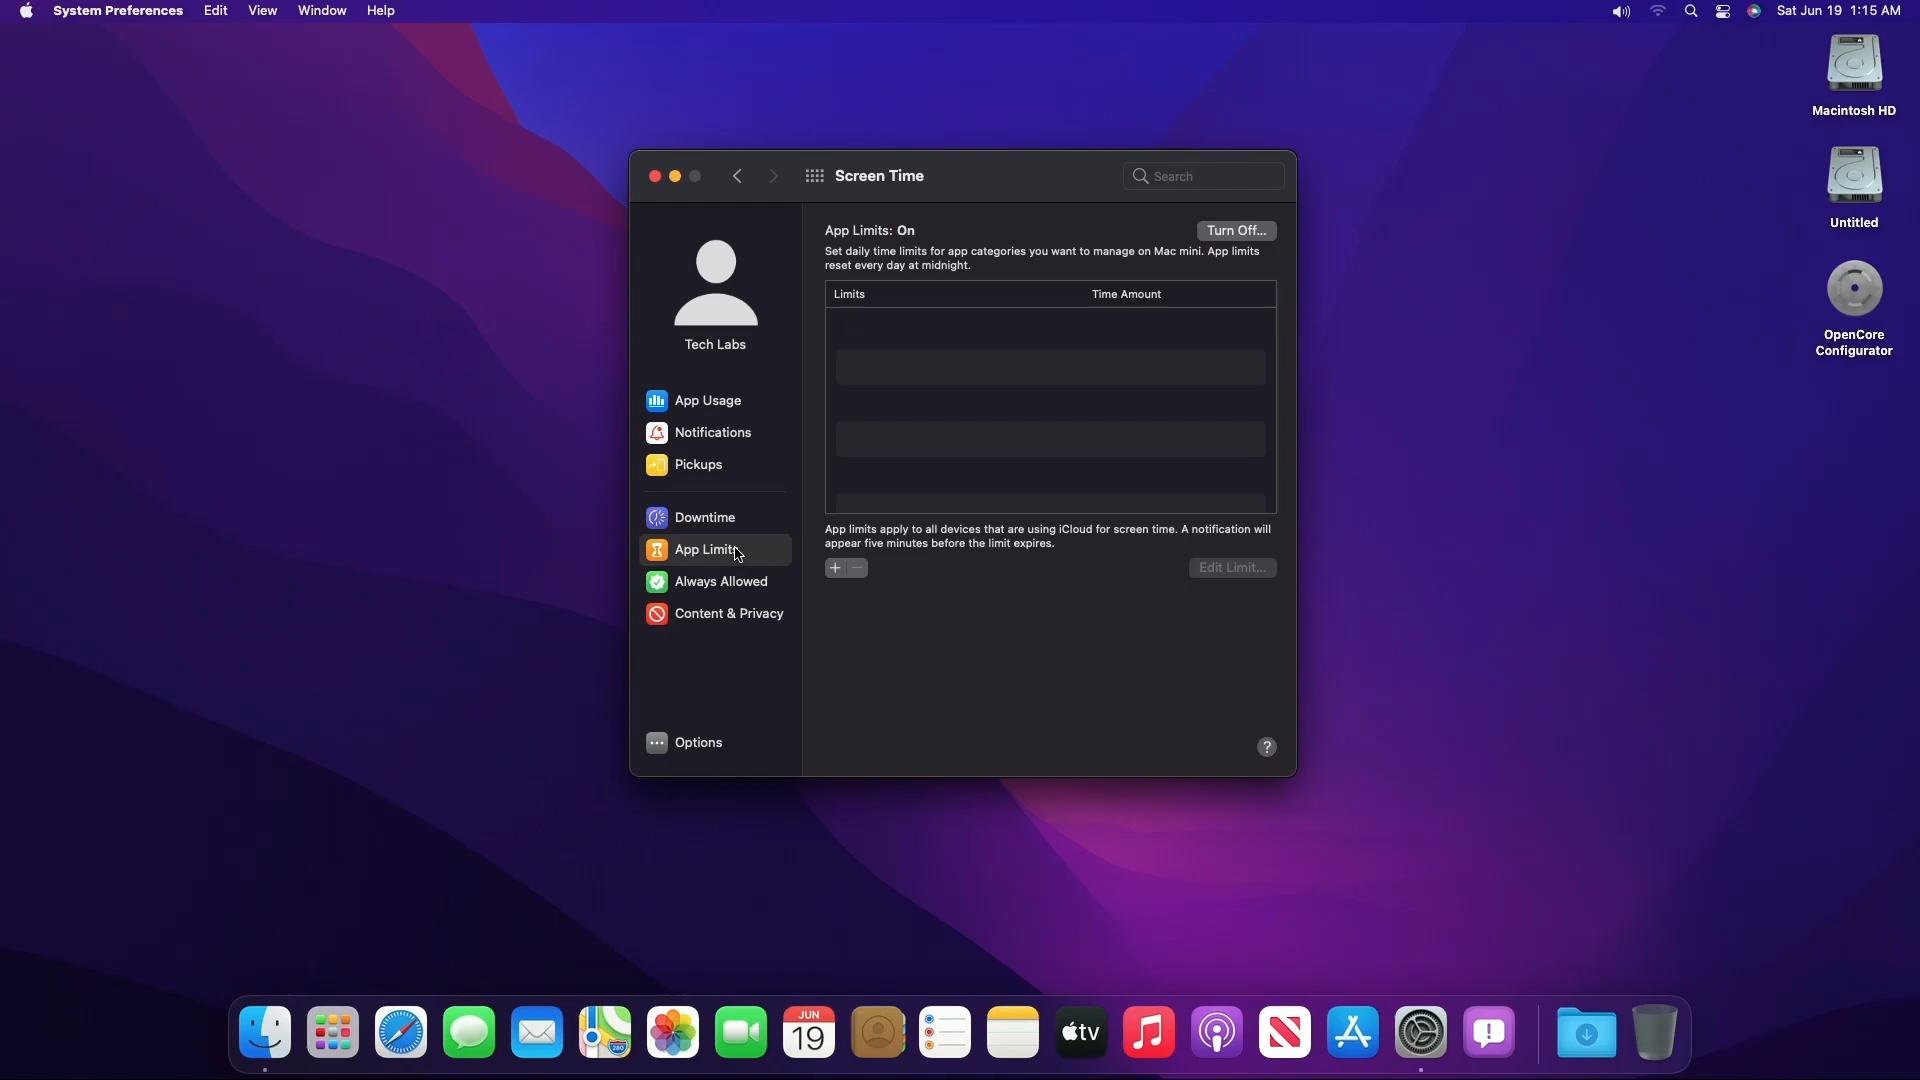 System Preferences Edit View Window Help
Sat Jun 19 1:15 AM
Macintosh HD
Untitled
OpenCore
Configurator
Screen Time
Search
Tech Labs
App Usage
Notifications
Pickups
Downtime
App Limits
Always Allowed
Content & Privacy
Options
App Limits: On
Turn Off...
Set daily time limits for app categories you want to manage on Mac mini. App limits
reset every day at midnight.
Limits Time Amount
App limits apply to all devices that are using iCloud for screen time. A notification will
appear five minutes before the limit expires.
+ −
Edit Limit...
?
280
JUN
19
tv